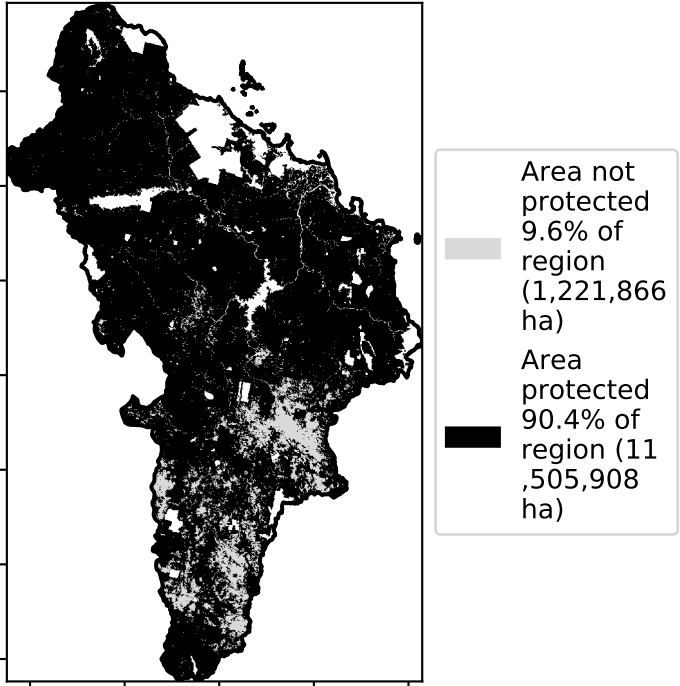 Area not
protected
9.6% of
region
(1,221,866
ha)
Area
protected
90.4% of
region (11
,505,908
ha)